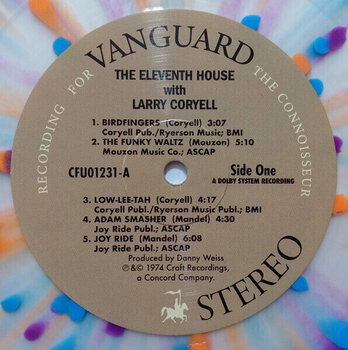 RECORDING FOR
VANGUARD
THE CONNOISSEUR
THE ELEVENTH HOUSE
with
LARRY CORYELL
1. BIRDFINGERS (Coryell) 3:07
Coryell Pub./Ryerson Music; BMI
2. THE FUNKY WALTZ (Mouzon) 5:10
Mouzon Music Co.; ASCAP
CFU01231-A
Side One
A DOLBY SYSTEM RECORDING
3. LOW-LEE-TAH (Coryell) 4:17
Coryell Publ./Ryerson Music Publ.; BMI
4. ADAM SMASHER (Mandel) 4:30
Joy Ride Pub.; ASCAP
5. JOY RIDE (Mandel) 6:08
Joy Ride Publ.; ASCAP
Produced by Danny Weiss
℗ &© 1974 Craft Recordings,
a Concord Company.
STEREO